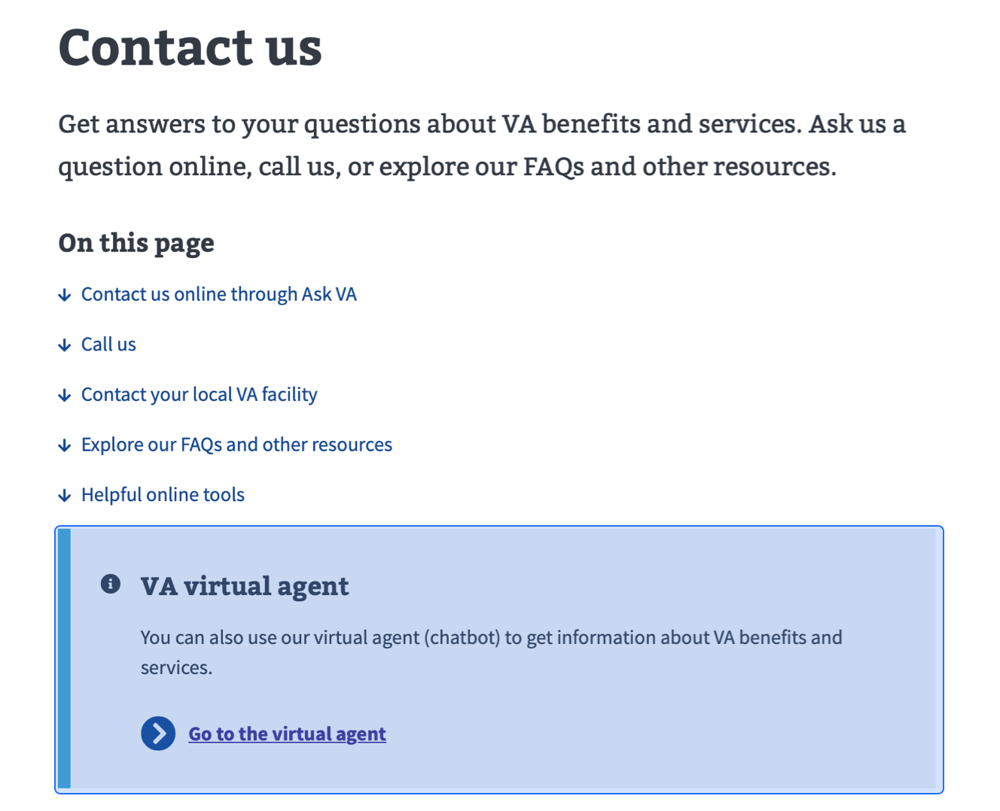 Contact us
Get answers to your questions about VA benefits and services. Ask us a
question online, call us, or explore our FAQs and other resources.
On this page
Contact us online through Ask VA
Call us
Contact your local VA facility
Explore our FAQs and other resources
Helpful online tools
VA virtual agent
You can also use our virtual agent (chatbot) to get information about VA benefits and
services.
Go to the virtual agent